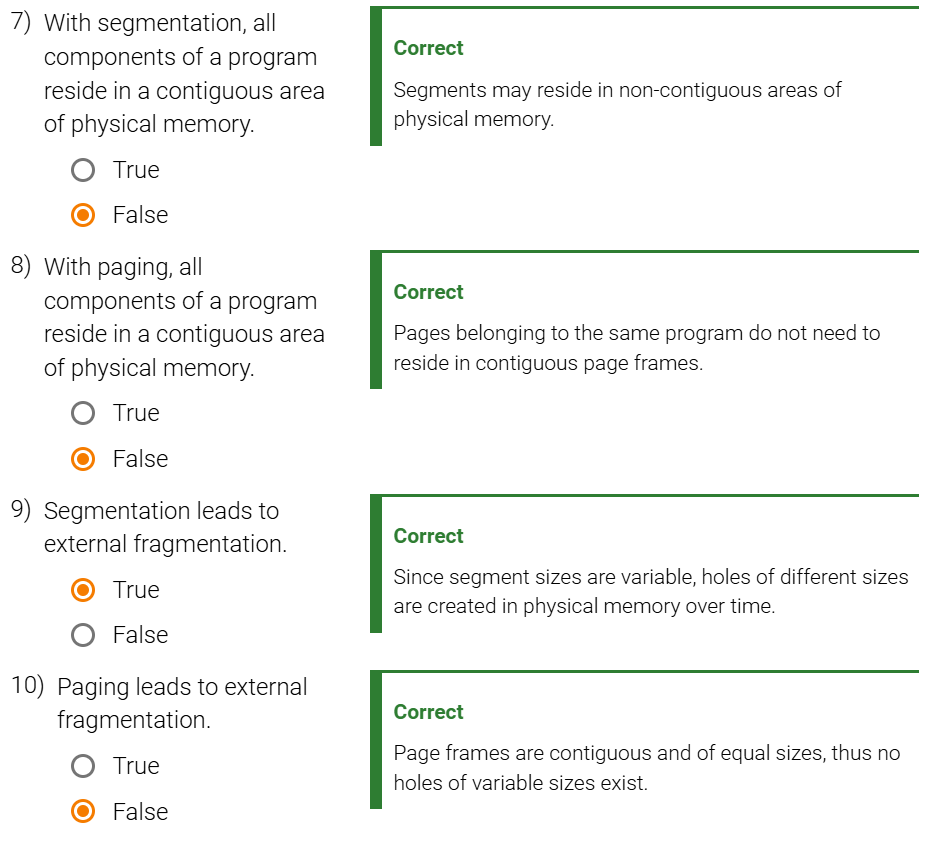 7) With segmentation, all
components of a program
reside in a contiguous area
of physical memory.
True
False
Correct
Segments may reside in non-contiguous areas of
physical memory.
8) With paging, all
components of a program
reside in a contiguous area
of physical memory.
True
False
Correct
Pages belonging to the same program do not need to
reside in contiguous page frames.
9) Segmentation leads to
external fragmentation.
True
False
Correct
Since segment sizes are variable, holes of different sizes
are created in physical memory over time.
10) Paging leads to external
fragmentation.
True
False
Correct
Page frames are contiguous and of equal sizes, thus no
holes of variable sizes exist.